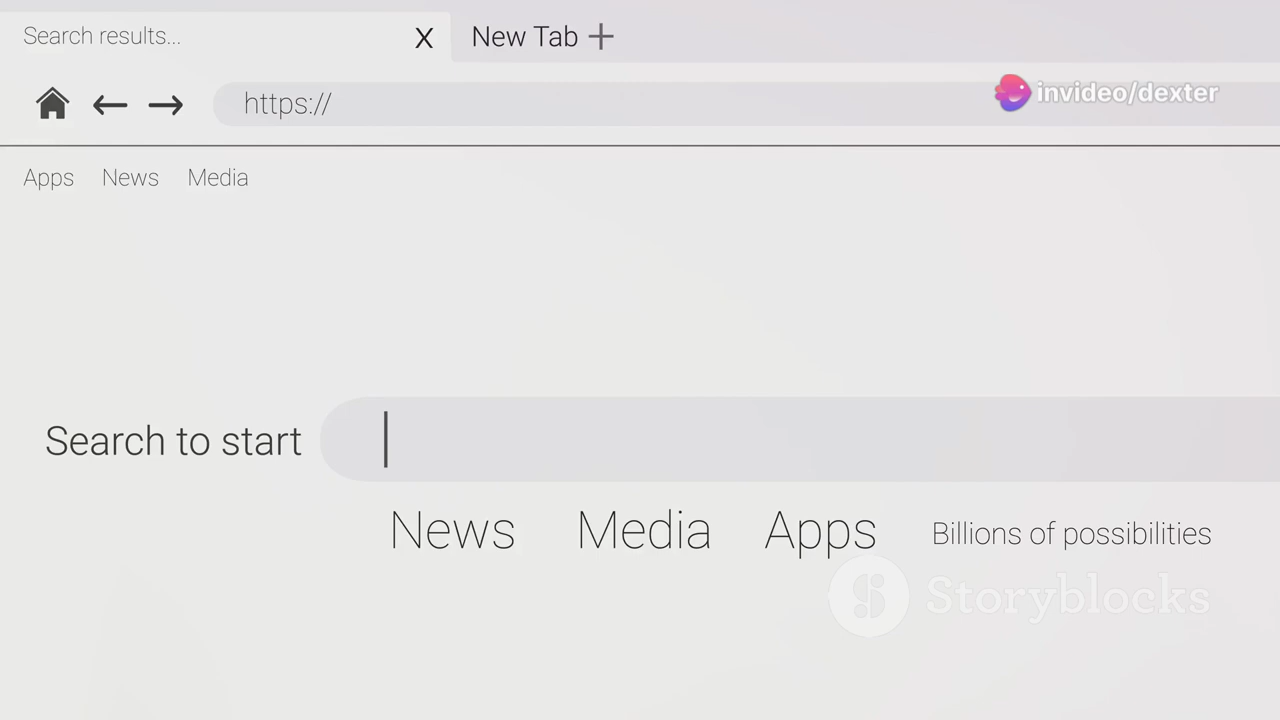 Search results...
X
New Tab +
https://
invideo/dexter
Apps News Media
Search to start
News Media Apps Billions of possibilities
Storyblocks